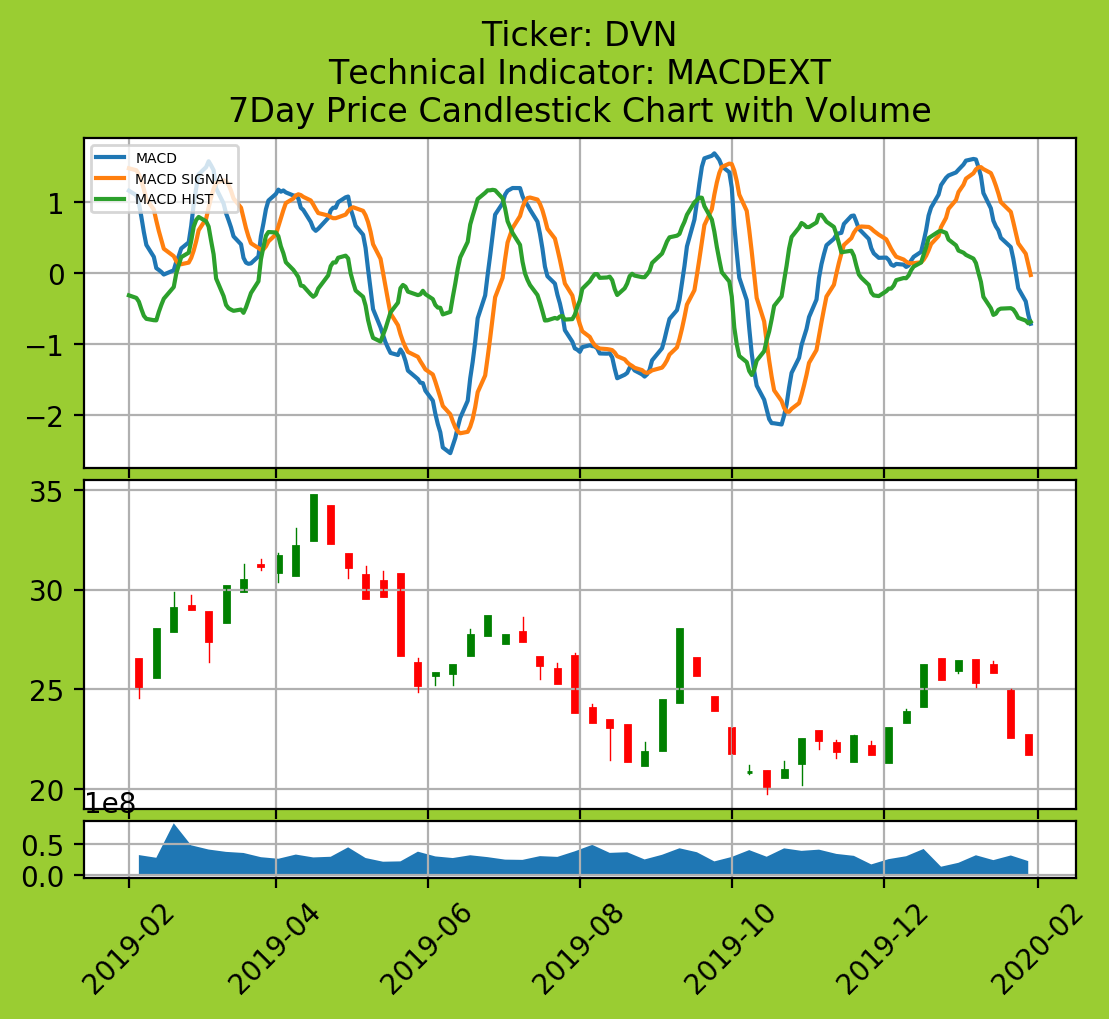 Ticker: DVN
Technical Indicator: MACDEXT
7Day Price Candlestick Chart with Volume
MACD
MACD SIGNAL
MACD HIST
1
0
−1
−2
35
30
25
20
1e8
0.5
0.0
2019-02
2019-04
2019-06
2019-08
2019-10
2019-12
2020-02